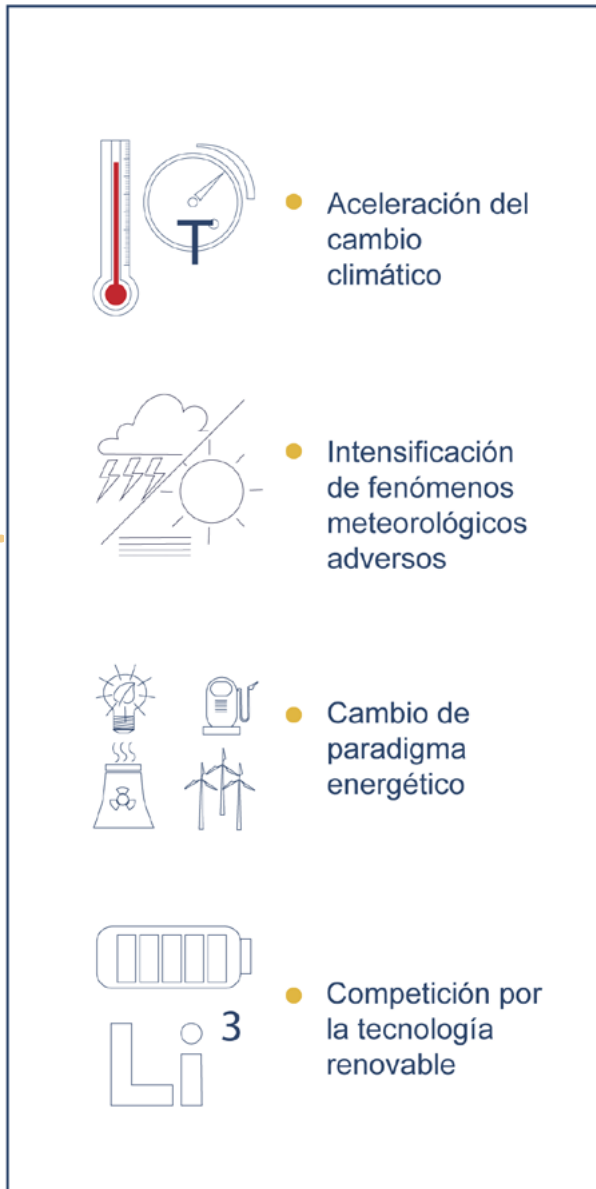 T
Aceleración del
cambio
climático
Intensificación
de fenómenos
meteorológicos
adversos
Cambio de
paradigma
energético
Li 3
Competición por
la tecnología
renovable